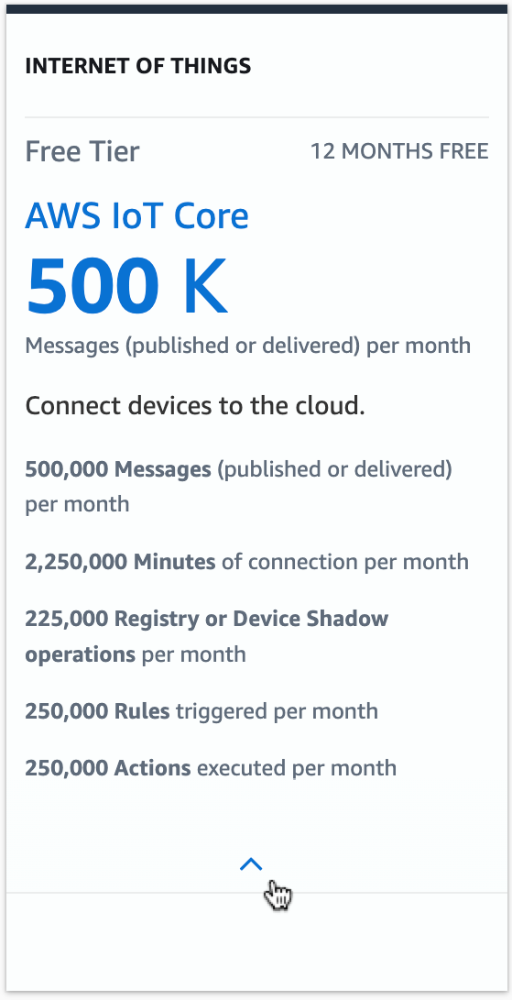 INTERNET OF THINGS
Free Tier 12 MONTHS FREE
AWS IoT Core
500 K
Messages (published or delivered) per month
Connect devices to the cloud.
500,000 Messages (published or delivered)
per month
2,250,000 Minutes of connection per month
225,000 Registry or Device Shadow
operations per month
250,000 Rules triggered per month
250,000 Actions executed per month